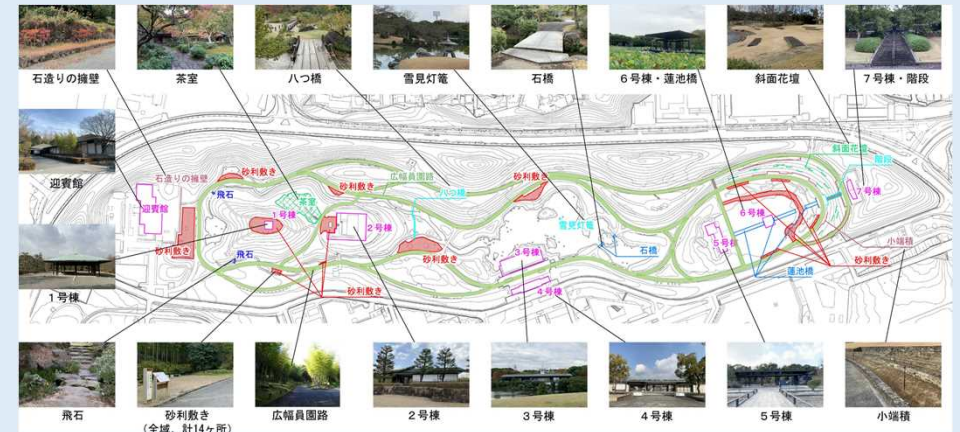 石造りの擁壁
茶室
八つ橋
雪見灯篭
石橋
6号棟・蓮池橋
斜面花壇
7号棟・階段
迎賓館
1号棟
石造りの擁壁
迎賓館
砂利敷き
飛石
砂利敷き
茶室
1号棟
飛石
砂利敷き
広幅員園路
2号棟
八つ橋
砂利敷き
砂利敷き
砂利敷き
雪見灯篭
3号棟
4号棟
石橋
5号棟
6号棟
蓮池橋
斜面花壇
階段
7号棟
小端積
砂利敷き
飛石
砂利敷き
(全域、計14ヶ所)
広幅員園路
2号棟
3号棟
4号棟
5号棟
小端積